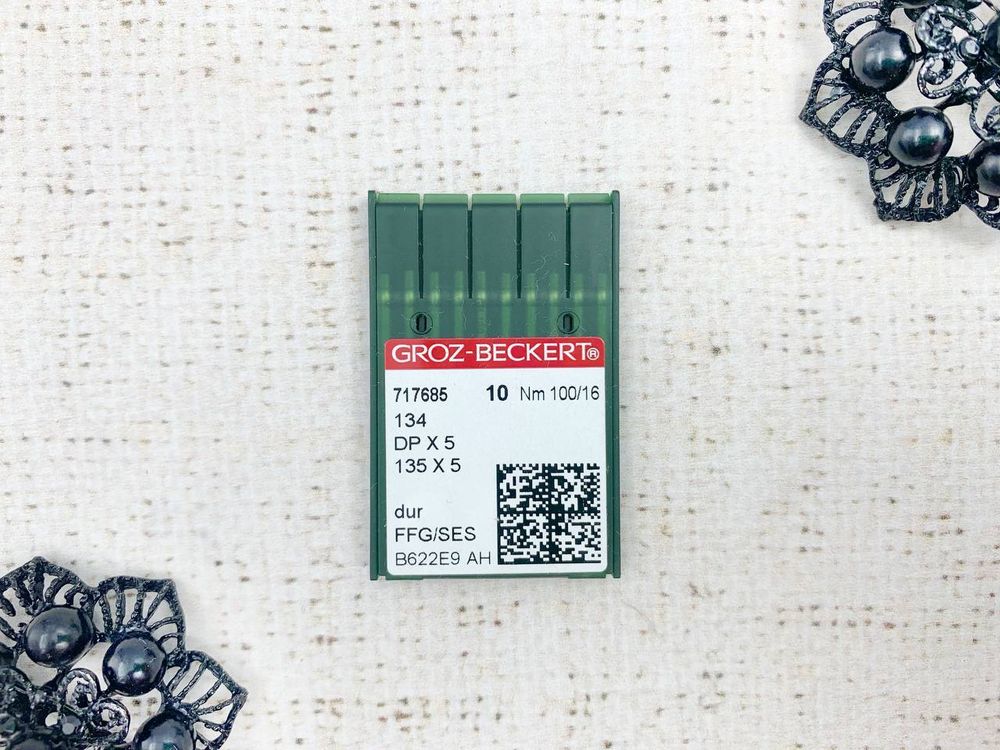 GROZ-BECKERT®
717685 10 Nm 100/16
134
DP X 5
135 X 5
dur
FFG/SES
B622E9 AH